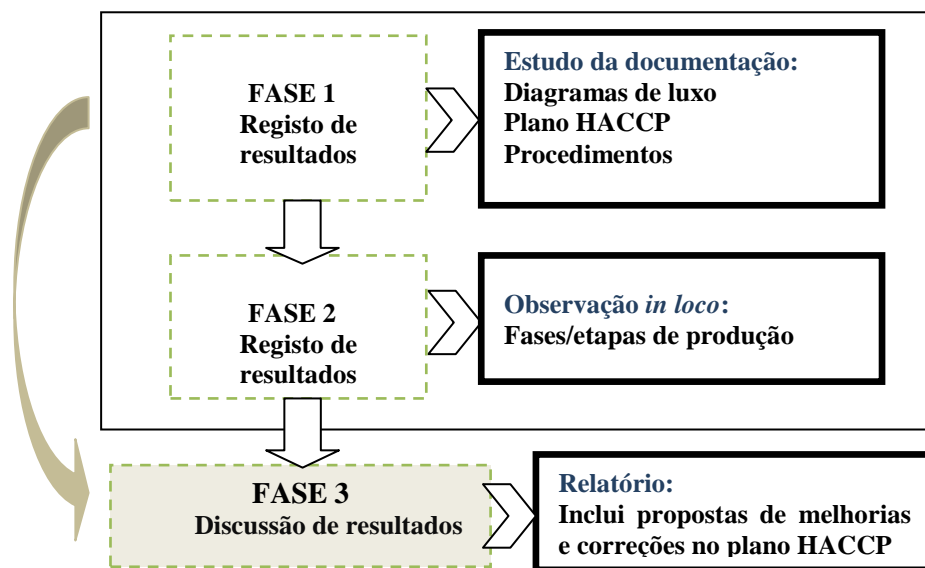 FASE 1
Registo de
resultados
Estudo da documentação:
Diagramas de luxo
Plano HACCP
Procedimentos
FASE 2
Registo de
resultados
Observação in loco:
Fases/etapas de produção
FASE 3
Discussão de resultados
Relatório:
Inclui propostas de melhorias
e correções no plano HACCP